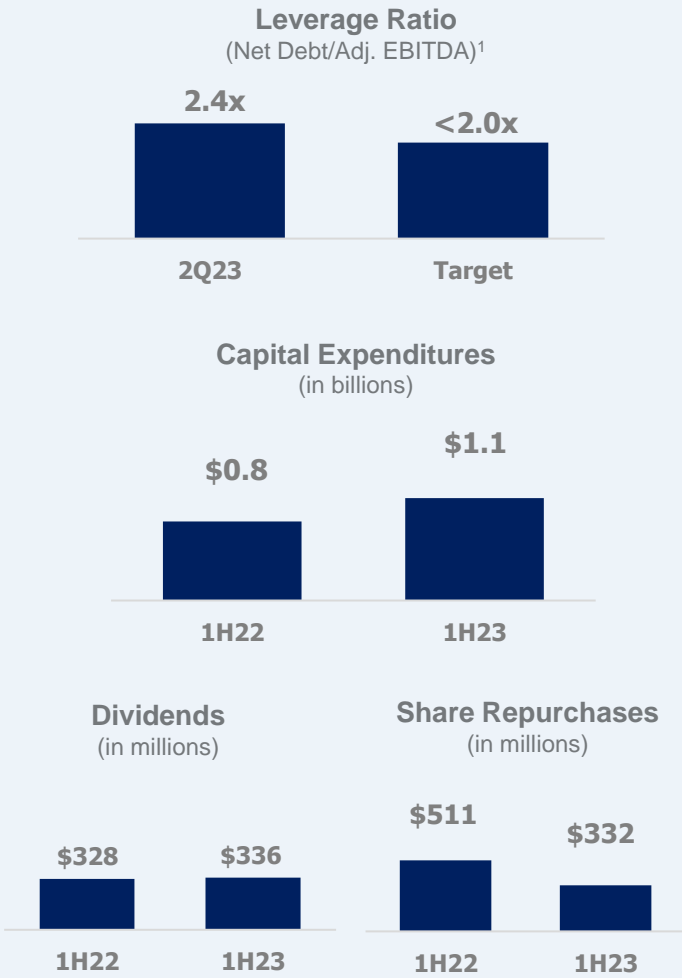 Leverage Ratio
(Net Debt/Adj. EBITDA)¹
2.4x
<2.0x
2Q23
Target
Capital Expenditures
(in billions)
$0.8
$1.1
1H22
1H23
Dividends
(in millions)
$328
$336
1H22
1H23
Share Repurchases
(in millions)
$511
$332
1H22
1H23